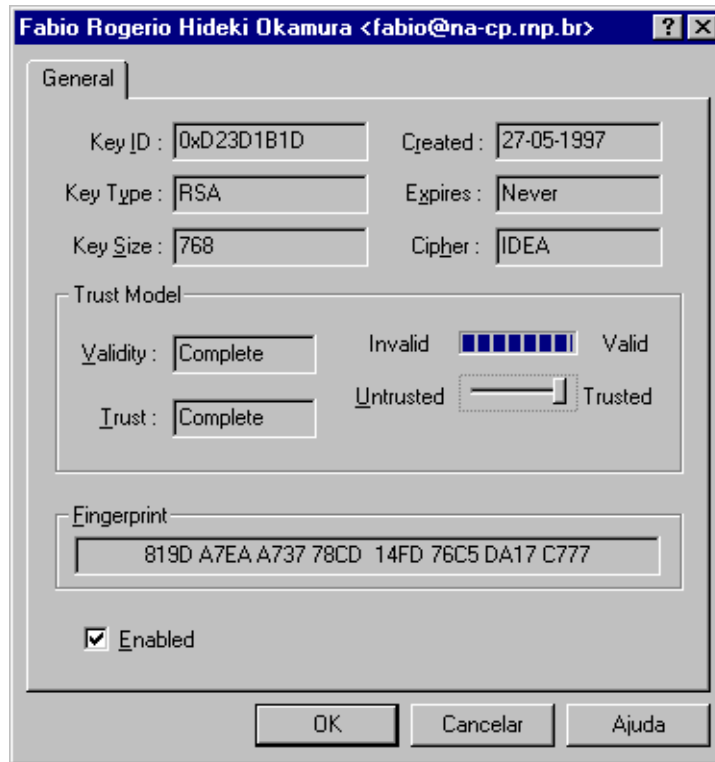 Fabio Rogerio Hideki Okamura <fabio@na-cp.rnp.br> ? ×
General
Key ID : 0xD23D1B1D Created : 27-05-1997
Key Type : RSA Expires : Never
Key Size : 768 Cipher : IDEA
Trust Model
Validity : Complete Invalid Valid
Untrusted Trusted
Trust : Complete
Fingerprint
819D A7EA A737 78CD 14FD 76C5 DA17 C777
Enabled
OK Cancelar Ajuda